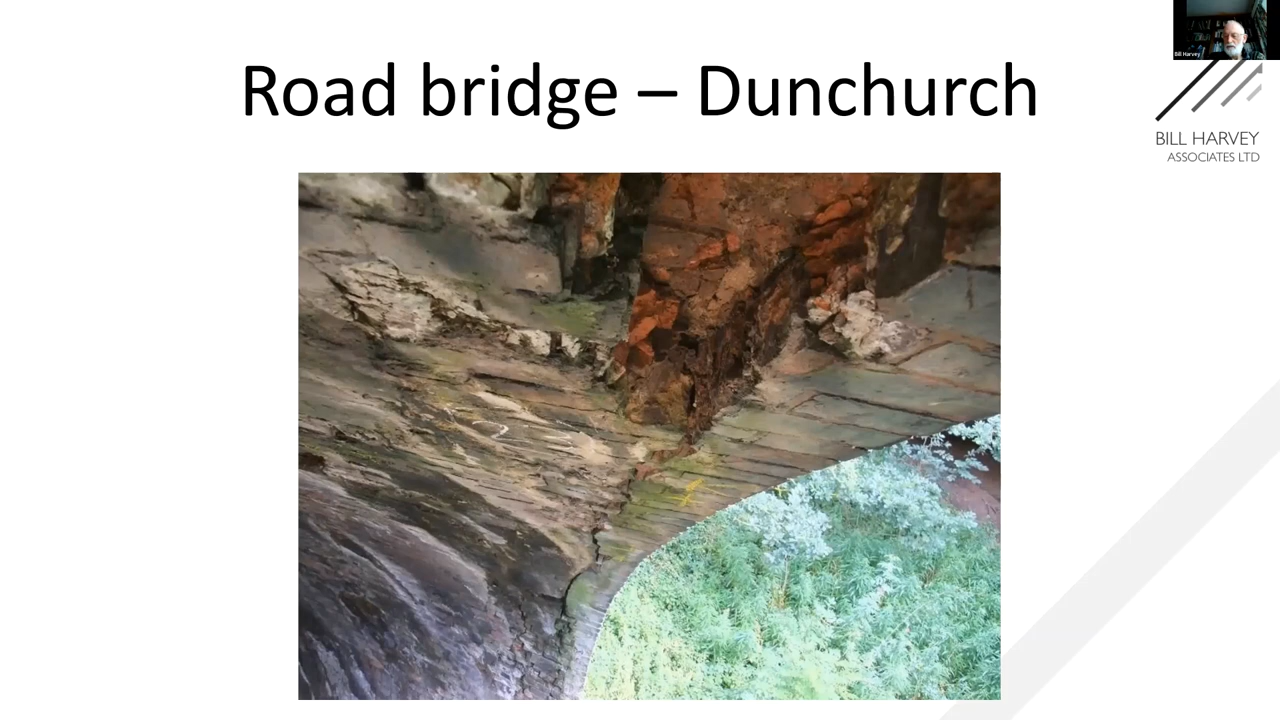 Road bridge – Dunchurch
Bill Harvey
BILL HARVEY
ASSOCIATES LTD